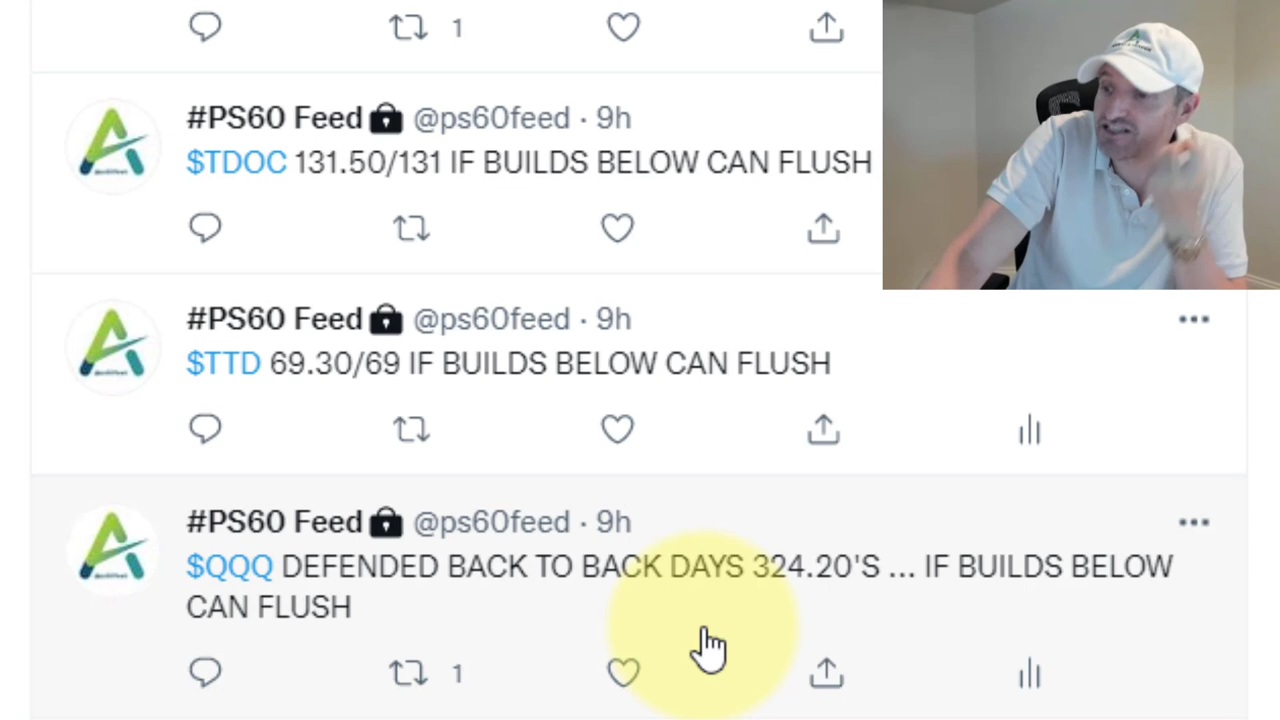 1
#PS60 Feed @ps60feed · 9h
$TDOC 131.50/131 IF BUILDS BELOW CAN FLUSH
#PS60 Feed @ps60feed · 9h
$TTD 69.30/69 IF BUILDS BELOW CAN FLUSH
#PS60 Feed @ps60feed · 9h
$QQQ DEFENDED BACK TO BACK DAYS 324.20'S ... IF BUILDS BELOW
CAN FLUSH
1